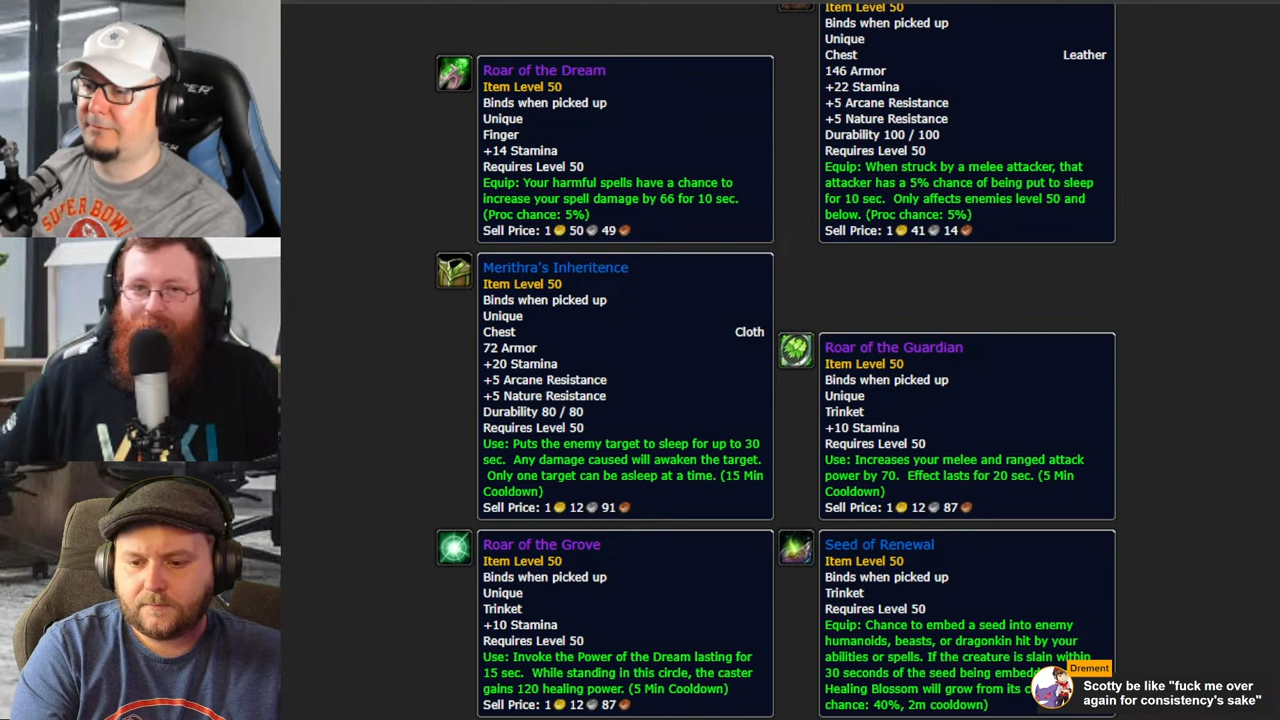 Roar of the Dream
Item Level 50
Binds when picked up
Unique
Finger
+14 Stamina
Requires Level 50
Equip: Your harmful spells have a chance to
increase your spell damage by 66 for 10 sec.
(Proc chance: 5%)
Sell Price: 1 50 49
Item Level 50
Binds when picked up
Unique
Chest Leather
146 Armor
+22 Stamina
+5 Arcane Resistance
+5 Nature Resistance
Durability 100 / 100
Requires Level 50
Equip: When struck by a melee attacker, that
attacker has a 5% chance of being put to sleep
for 10 sec. Only affects enemies level 50 and
below. (Proc chance: 5%)
Sell Price: 1 41 14
Merithra's Inheritence
Item Level 50
Binds when picked up
Unique
Chest Cloth
72 Armor
+20 Stamina
+5 Arcane Resistance
+5 Nature Resistance
Durability 80 / 80
Requires Level 50
Use: Puts the enemy target to sleep for up to 30
sec. Any damage caused will awaken the target.
Only one target can be asleep at a time. (15 Min
Cooldown)
Sell Price: 1 12 91
Roar of the Guardian
Item Level 50
Binds when picked up
Unique
Trinket
+10 Stamina
Requires Level 50
Use: Increases your melee and ranged attack
power by 70. Effect lasts for 20 sec. (5 Min
Cooldown)
Sell Price: 1 12 87
Roar of the Grove
Item Level 50
Binds when picked up
Unique
Trinket
+10 Stamina
Requires Level 50
Use: Invoke the Power of the Dream lasting for
15 sec. While standing in this circle, the caster
gains 120 healing power. (5 Min Cooldown)
Sell Price: 1 12 87
Seed of Renewal
Item Level 50
Binds when picked up
Trinket
Requires Level 50
Equip: Chance to embed a seed into enemy
humanoids, beasts, or dragonkin hit by your
abilities or spells. If the creature is slain within
30 seconds of the seed being
Healing Blossom will grow from its
chance: 40%, 2m cooldown)
Drement
Scotty be like "fuck me over
again for consistency's sake"
SUPER BOWL